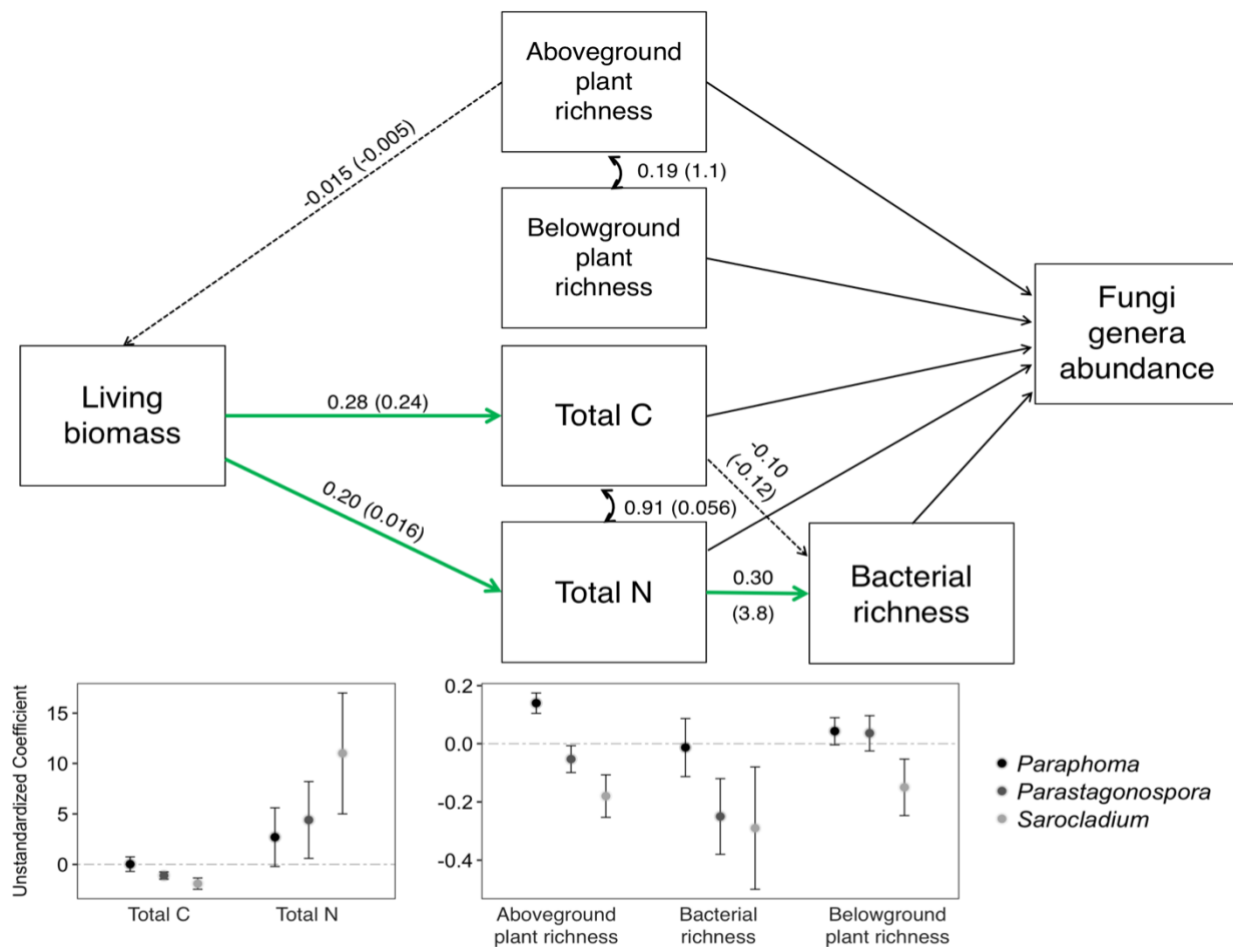 Aboveground
plant
richness
-0.015 (-0.005)
0.19 (1.1)
Belowground
plant
richness
Fungi
genera
abundance
Living
biomass
0.28 (0.24)
Total C
-0.10
(-0.12)
0.20 (0.016)
0.91 (0.056)
Total N
0.30
(3.8)
Bacterial
richness
Unstandardized Coefficient
15
10
5
0
Total C
Total N
0.2
0.0
-0.2
-0.4
Aboveground
plant richness
Bacterial
richness
Belowground
plant richness
Paraphoma
Parastagonospora
Sarocladium